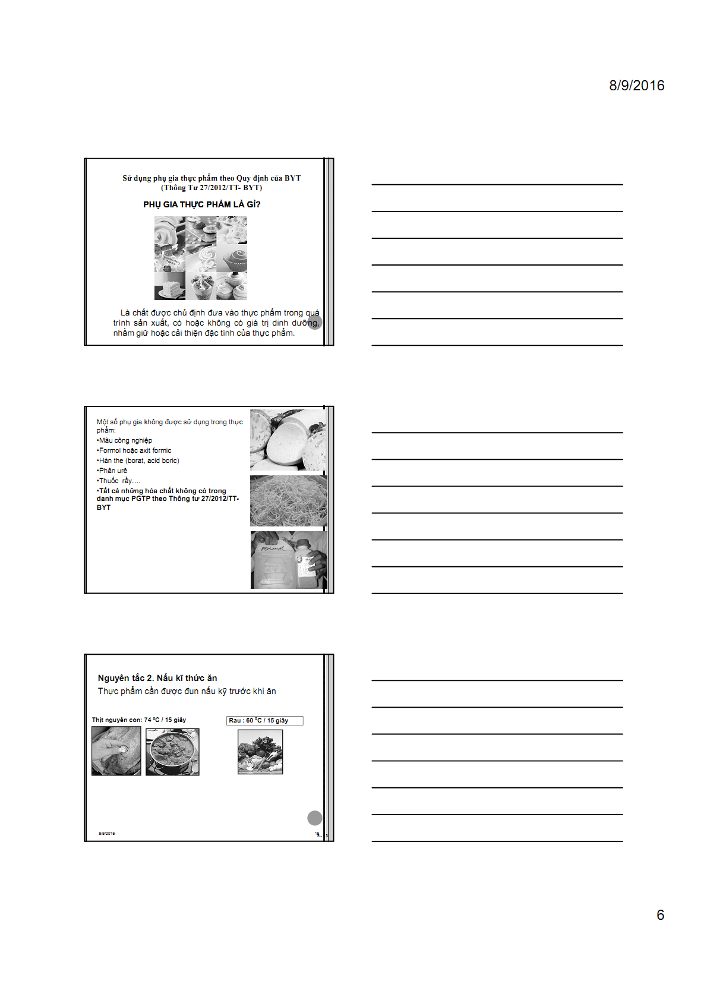 8/9/2016
Sử dụng phụ gia thực phẩm theo Quy định của BYT
(Thông Tư 27/2012/TT- BYT)
PHỤ GIA THỰC PHẨM LÀ GÌ?
Là chất được chủ định đưa vào thực phẩm trong quá
trình sản xuất, có hoặc không có giá trị dinh dưỡng,
nhằm giữ hoặc cải thiện đặc tính của thực phẩm.
Một số phụ gia không được sử dụng trong thực
phẩm:
•Màu công nghiệp
•Formol hoặc axit formic
•Hàn the (borat, acid boric)
•Phân urê
•Thuốc rầy....
•Tất cả những hóa chất không có trong
danh mục PGTP theo Thông tư 27/2012/TT-
BYT
Formol
Nguyên tắc 2. Nấu kĩ thức ăn
Thực phẩm cần được đun nấu kỹ trước khi ăn
Thịt nguyên con: 74 ⁰C / 15 giây
Rau : 60 ⁰C / 15 giây
8/9/2016
6